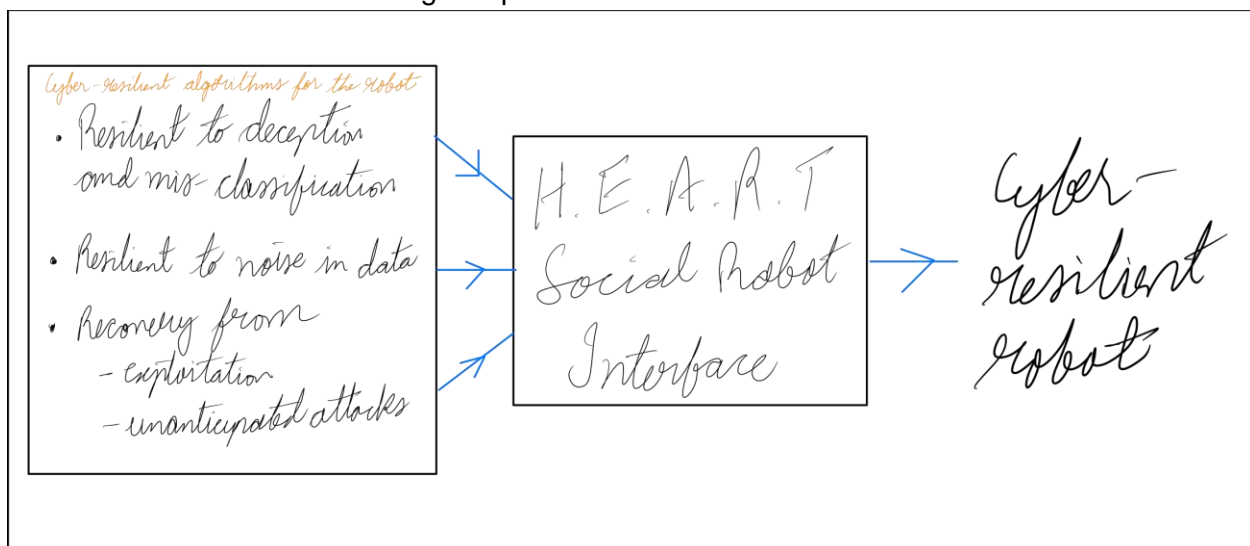 Cyber-resilient algorithms for the robot
• Resilient to deception
and mis-classification
• Resilient to noise in data
• Recovery from
- exploitation
- unanticipated attacks
H.E.A.R.T
Social Robot
Interface
Cyber-
resilient
robot